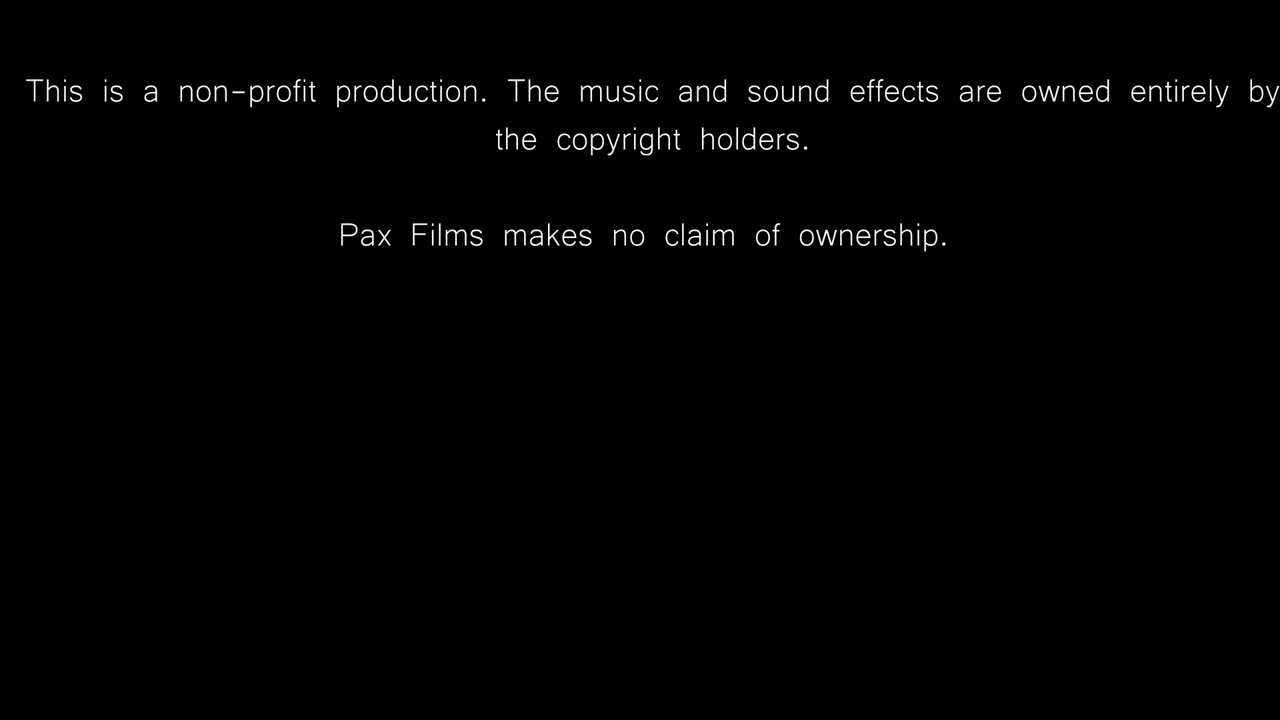 This is a non-profit production. The music and sound effects are owned entirely by
the copyright holders.
Pax Films makes no claim of ownership.